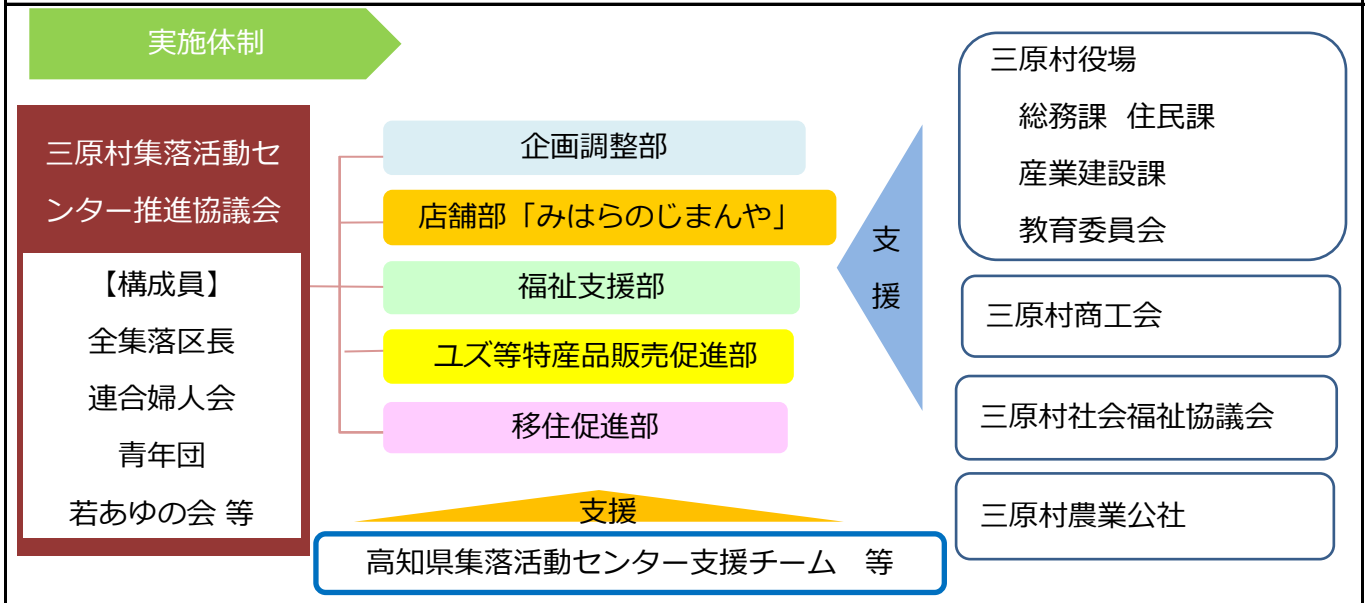 実施体制
三原村集落活動セ
ンター推進協議会
【構成員】
全集落区長
連合婦人会
青年団
若あゆの会 等
企画調整部
店舗部「みはらのじまんや」
福祉支援部
ユズ等特産品販売促進部
移住促進部
支
援
三原村役場
総務課 住民課
産業建設課
教育委員会
三原村商工会
三原村社会福祉協議会
三原村農業公社
支援
高知県集落活動センター支援チーム 等